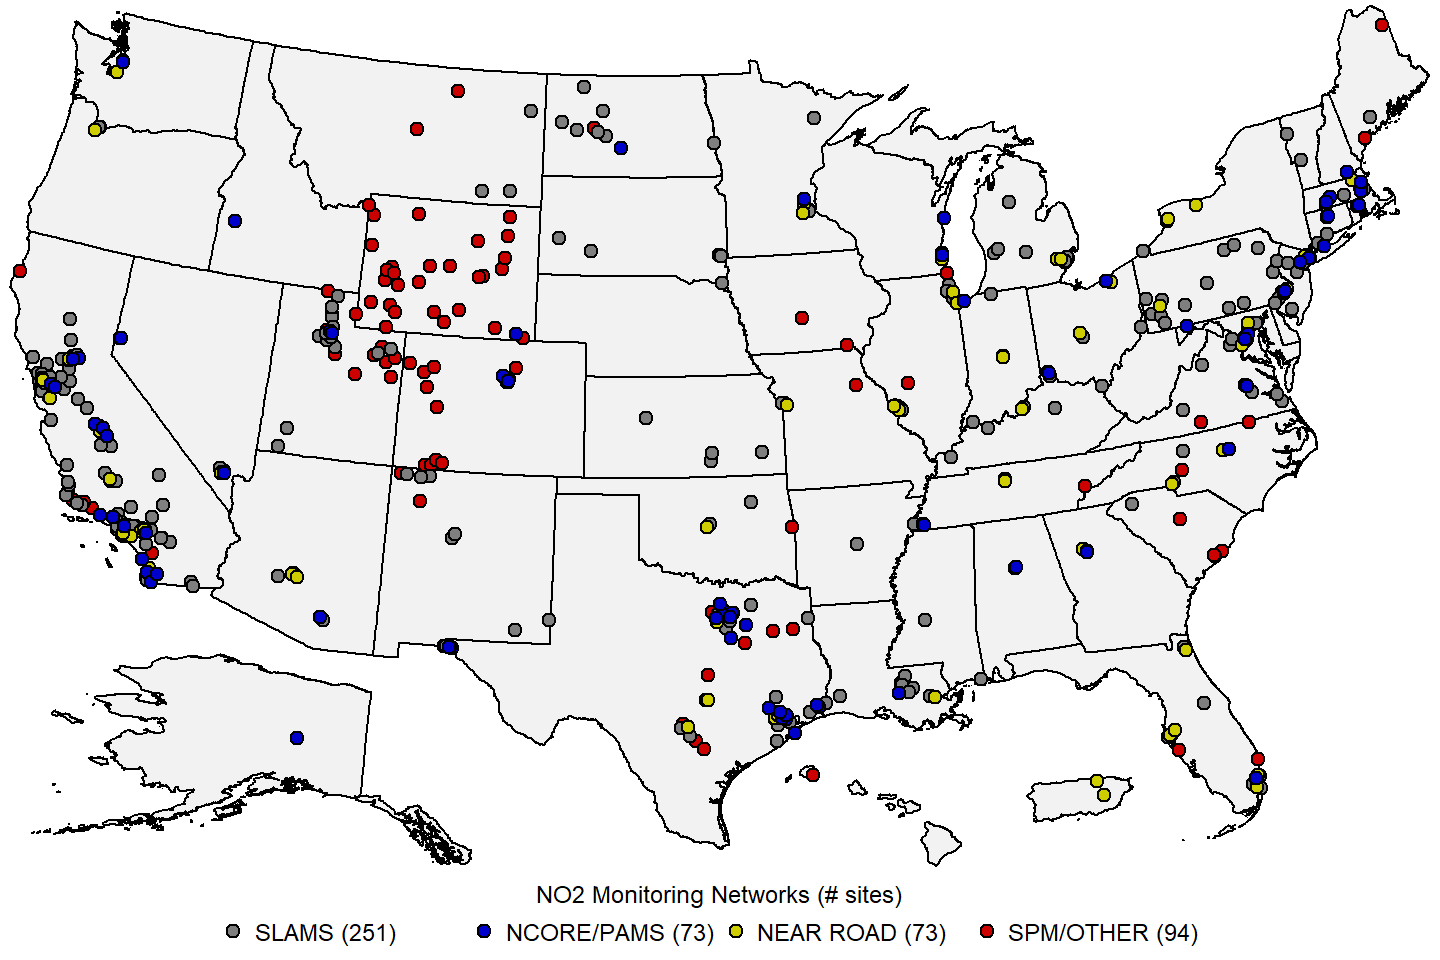 NO2 Monitoring Networks (# sites)
SLAMS (251) NCORE/PAMS (73) NEAR ROAD (73) SPM/OTHER (94)